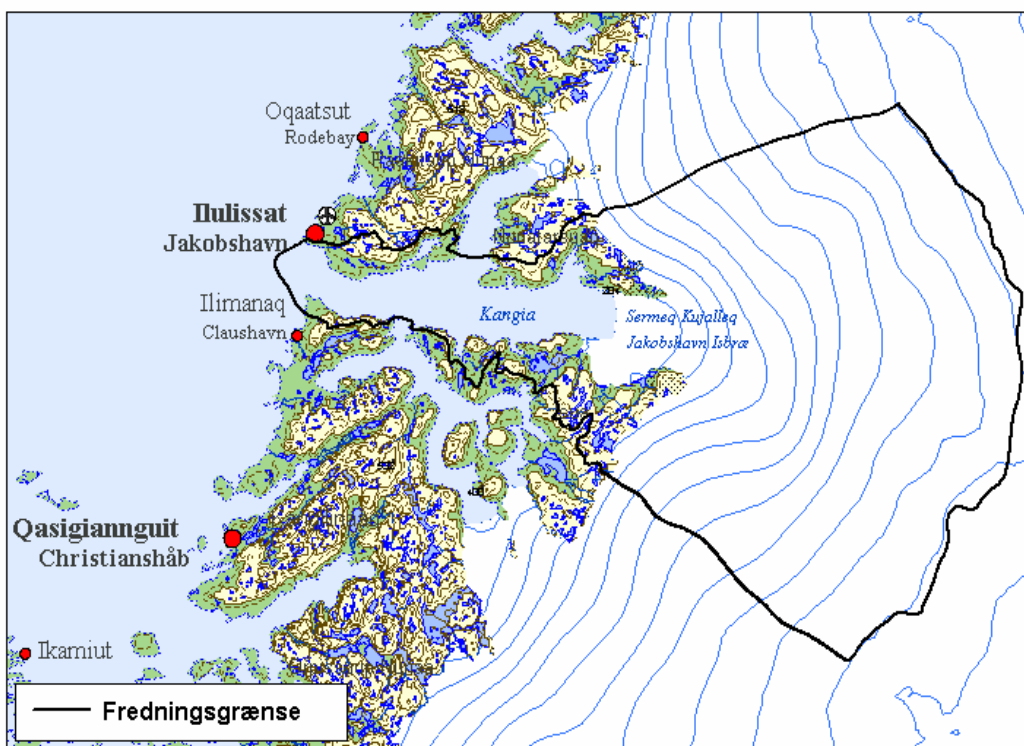 Oqaatsut
Rodebay
Ilulissat
Jakobshavn
Ilimanaq
Claushavn
Kangia
Sermeq Kujalleq
Jakobshavn Isbræ
Qasigiannguit
Christianshåb
Ikamiut
Fredningsgrænse